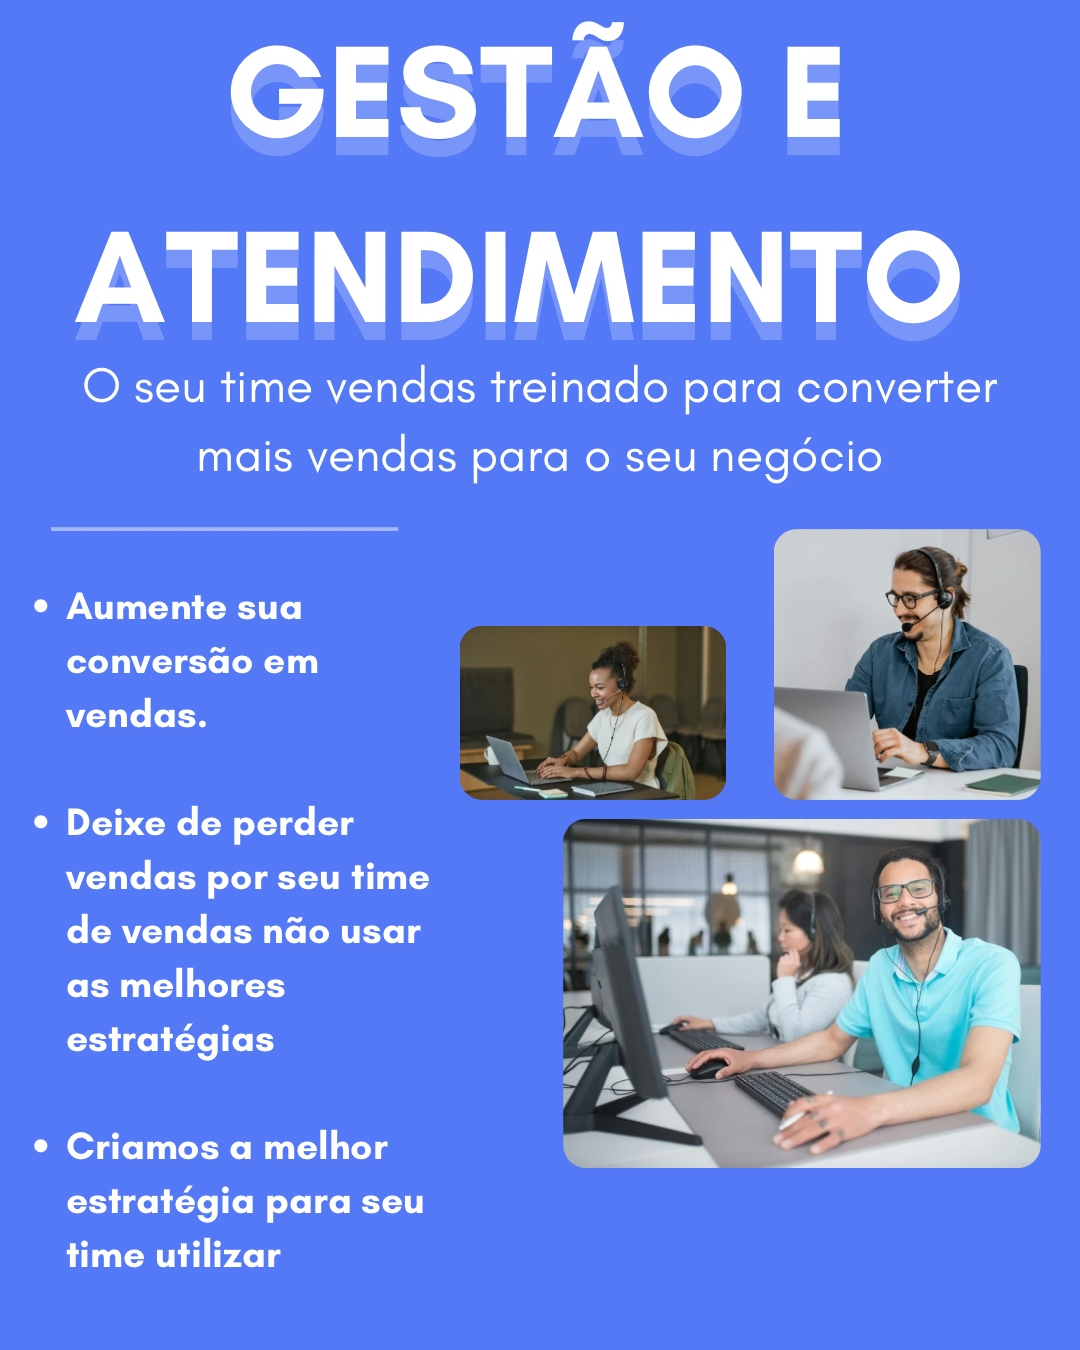 GESTÃO E
ATENDIMENTO
O seu time vendas treinado para converter
mais vendas para o seu negócio
• Aumente sua
conversão em
vendas.
• Deixe de perder
vendas por seu time
de vendas não usar
as melhores
estratégias
• Criamos a melhor
estratégia para seu
time utilizar